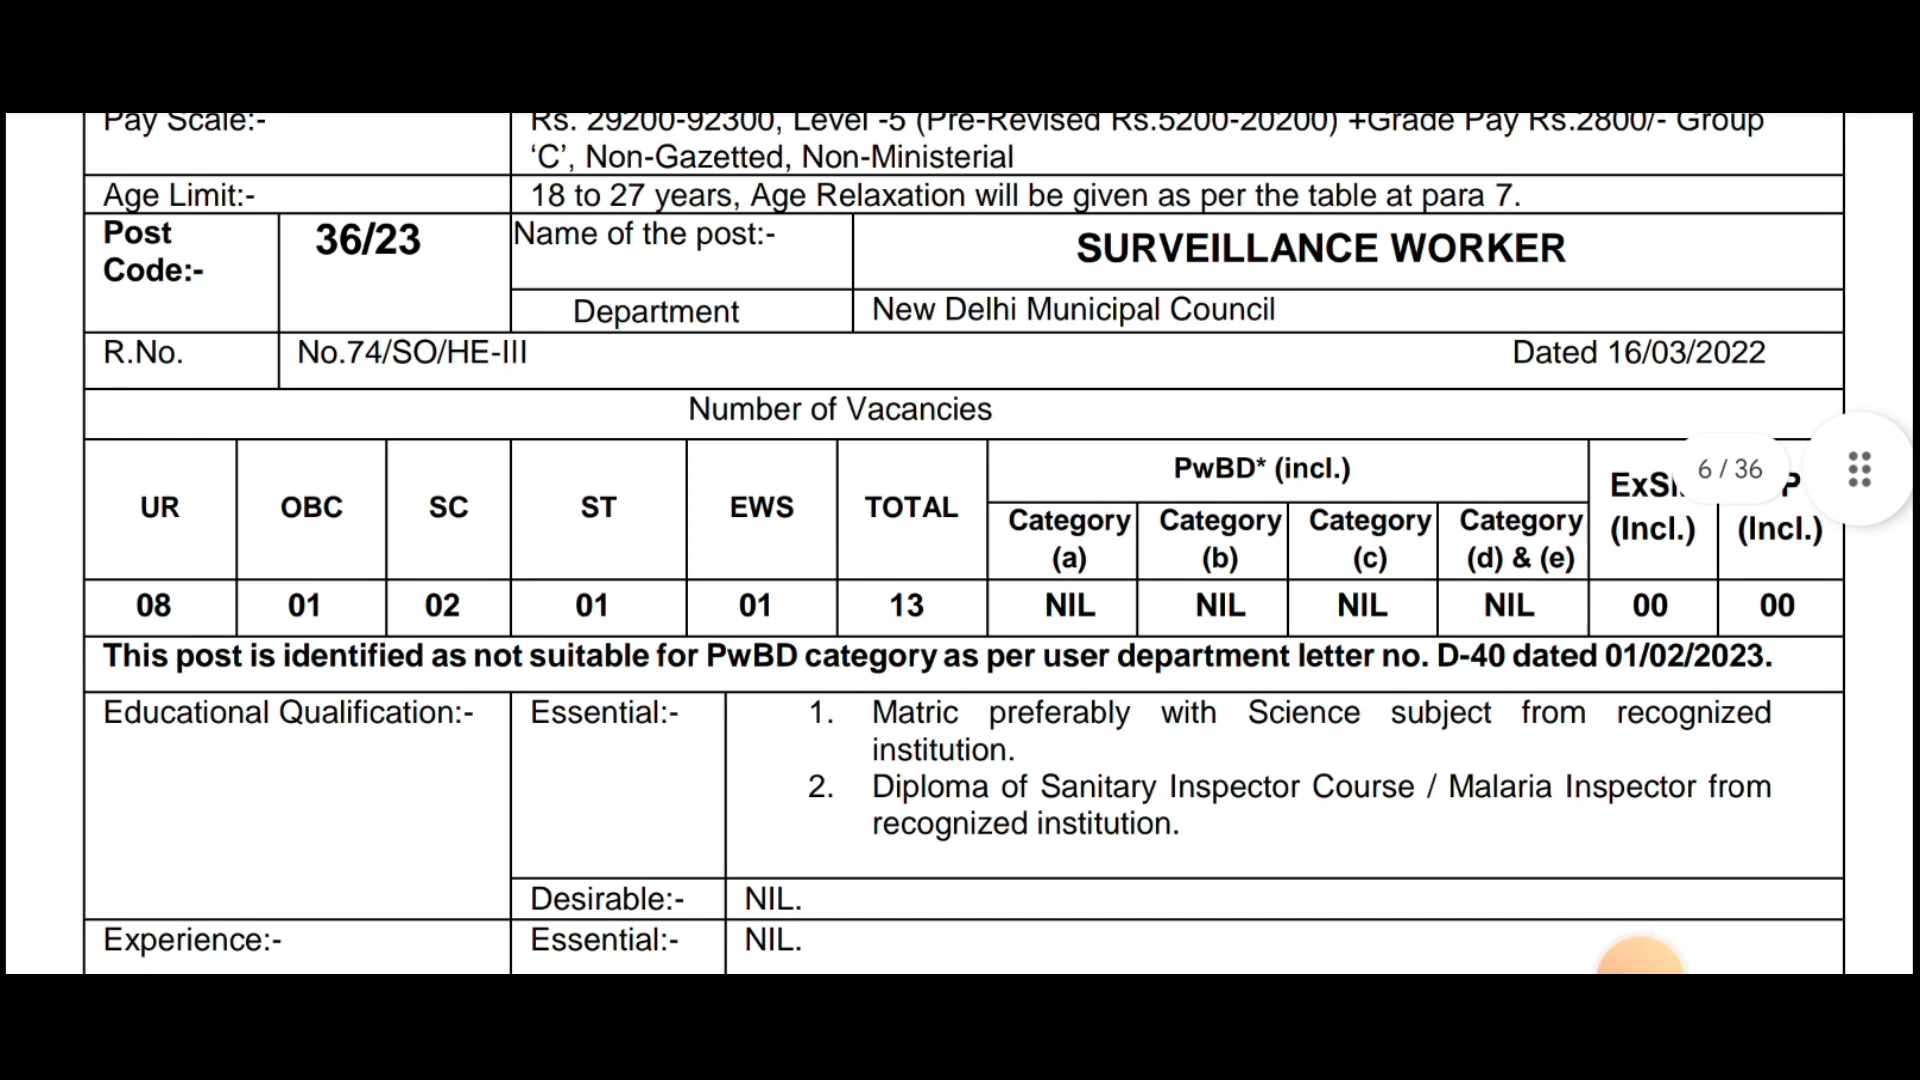 Pay Scale:- Rs. 29200-92300, Level -5 (Pre-Revised Rs.5200-20200) +Grade Pay Rs.2800/- Group
‘C’, Non-Gazetted, Non-Ministerial
Age Limit:- 18 to 27 years, Age Relaxation will be given as per the table at para 7.
Post
Code:-
36/23
Name of the post:-
SURVEILLANCE WORKER
Department
New Delhi Municipal Council
R.No. No.74/SO/HE-III Dated 16/03/2022
Number of Vacancies
UR OBC SC ST EWS TOTAL
PwBD* (incl.)
Category
(a)
Category
(b)
Category
(c)
Category
(d) & (e)
(Incl.)
(Incl.)
6 / 36
08 01 02 01 01 13 NIL NIL NIL NIL 00 00
This post is identified as not suitable for PwBD category as per user department letter no. D-40 dated 01/02/2023.
Educational Qualification:- Essential:-
1. Matric preferably with Science subject from recognized
institution.
2. Diploma of Sanitary Inspector Course / Malaria Inspector from
recognized institution.
Desirable:- NIL.
Experience:- Essential:- NIL.